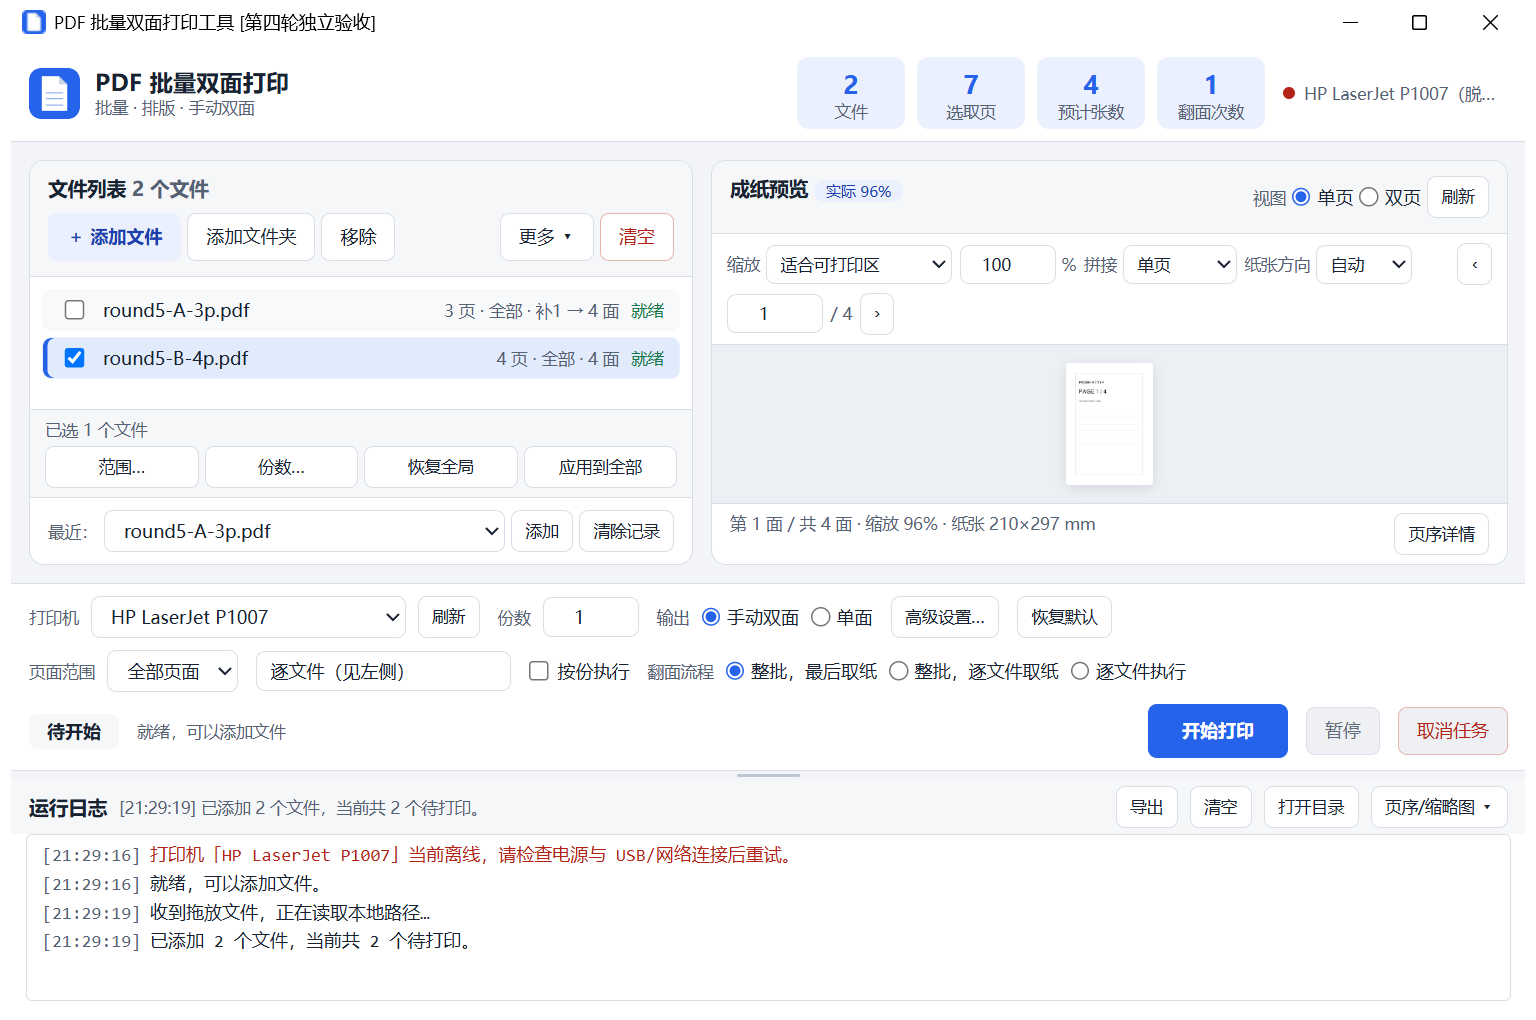 PDF 批量双面打印工具 [第四轮独立验收]
PDF 批量双面打印
批量 · 排版 · 手动双面
2
文件
7
选取页
4
预计张数
1
翻面次数
HP LaserJet P1007（脱...
文件列表 2 个文件
+ 添加文件
添加文件夹
移除
更多 ▾
清空
round5-A-3p.pdf
3 页 · 全部 · 补1 → 4 面 就绪
round5-B-4p.pdf
4 页 · 全部 · 4 面 就绪
已选 1 个文件
范围...
份数...
恢复全局
应用到全部
最近：
round5-A-3p.pdf
添加
清除记录
成纸预览 实际 96%
视图 单页 双页 刷新
缩放 适合可打印区 100 % 拼接 单页 纸张方向 自动 ‹
1 / 4 ›
PAGE 1 / 4
第 1 面 / 共 4 面 · 缩放 96% · 纸张 210×297 mm
页序详情
打印机 HP LaserJet P1007 刷新 份数 1 输出 手动双面 单面 高级设置... 恢复默认
页面范围 全部页面 逐文件（见左侧） 按份执行 翻面流程 整批，最后取纸 整批，逐文件取纸 逐文件执行
待开始 就绪，可以添加文件
开始打印 暂停 取消任务
运行日志 [21:29:19] 已添加 2 个文件，当前共 2 个待打印。
导出 清空 打开目录 页序/缩略图 ▾
[21:29:16] 打印机「HP LaserJet P1007」当前离线，请检查电源与 USB/网络连接后重试。
[21:29:16] 就绪，可以添加文件。
[21:29:19] 收到拖放文件，正在读取本地路径…
[21:29:19] 已添加 2 个文件，当前共 2 个待打印。